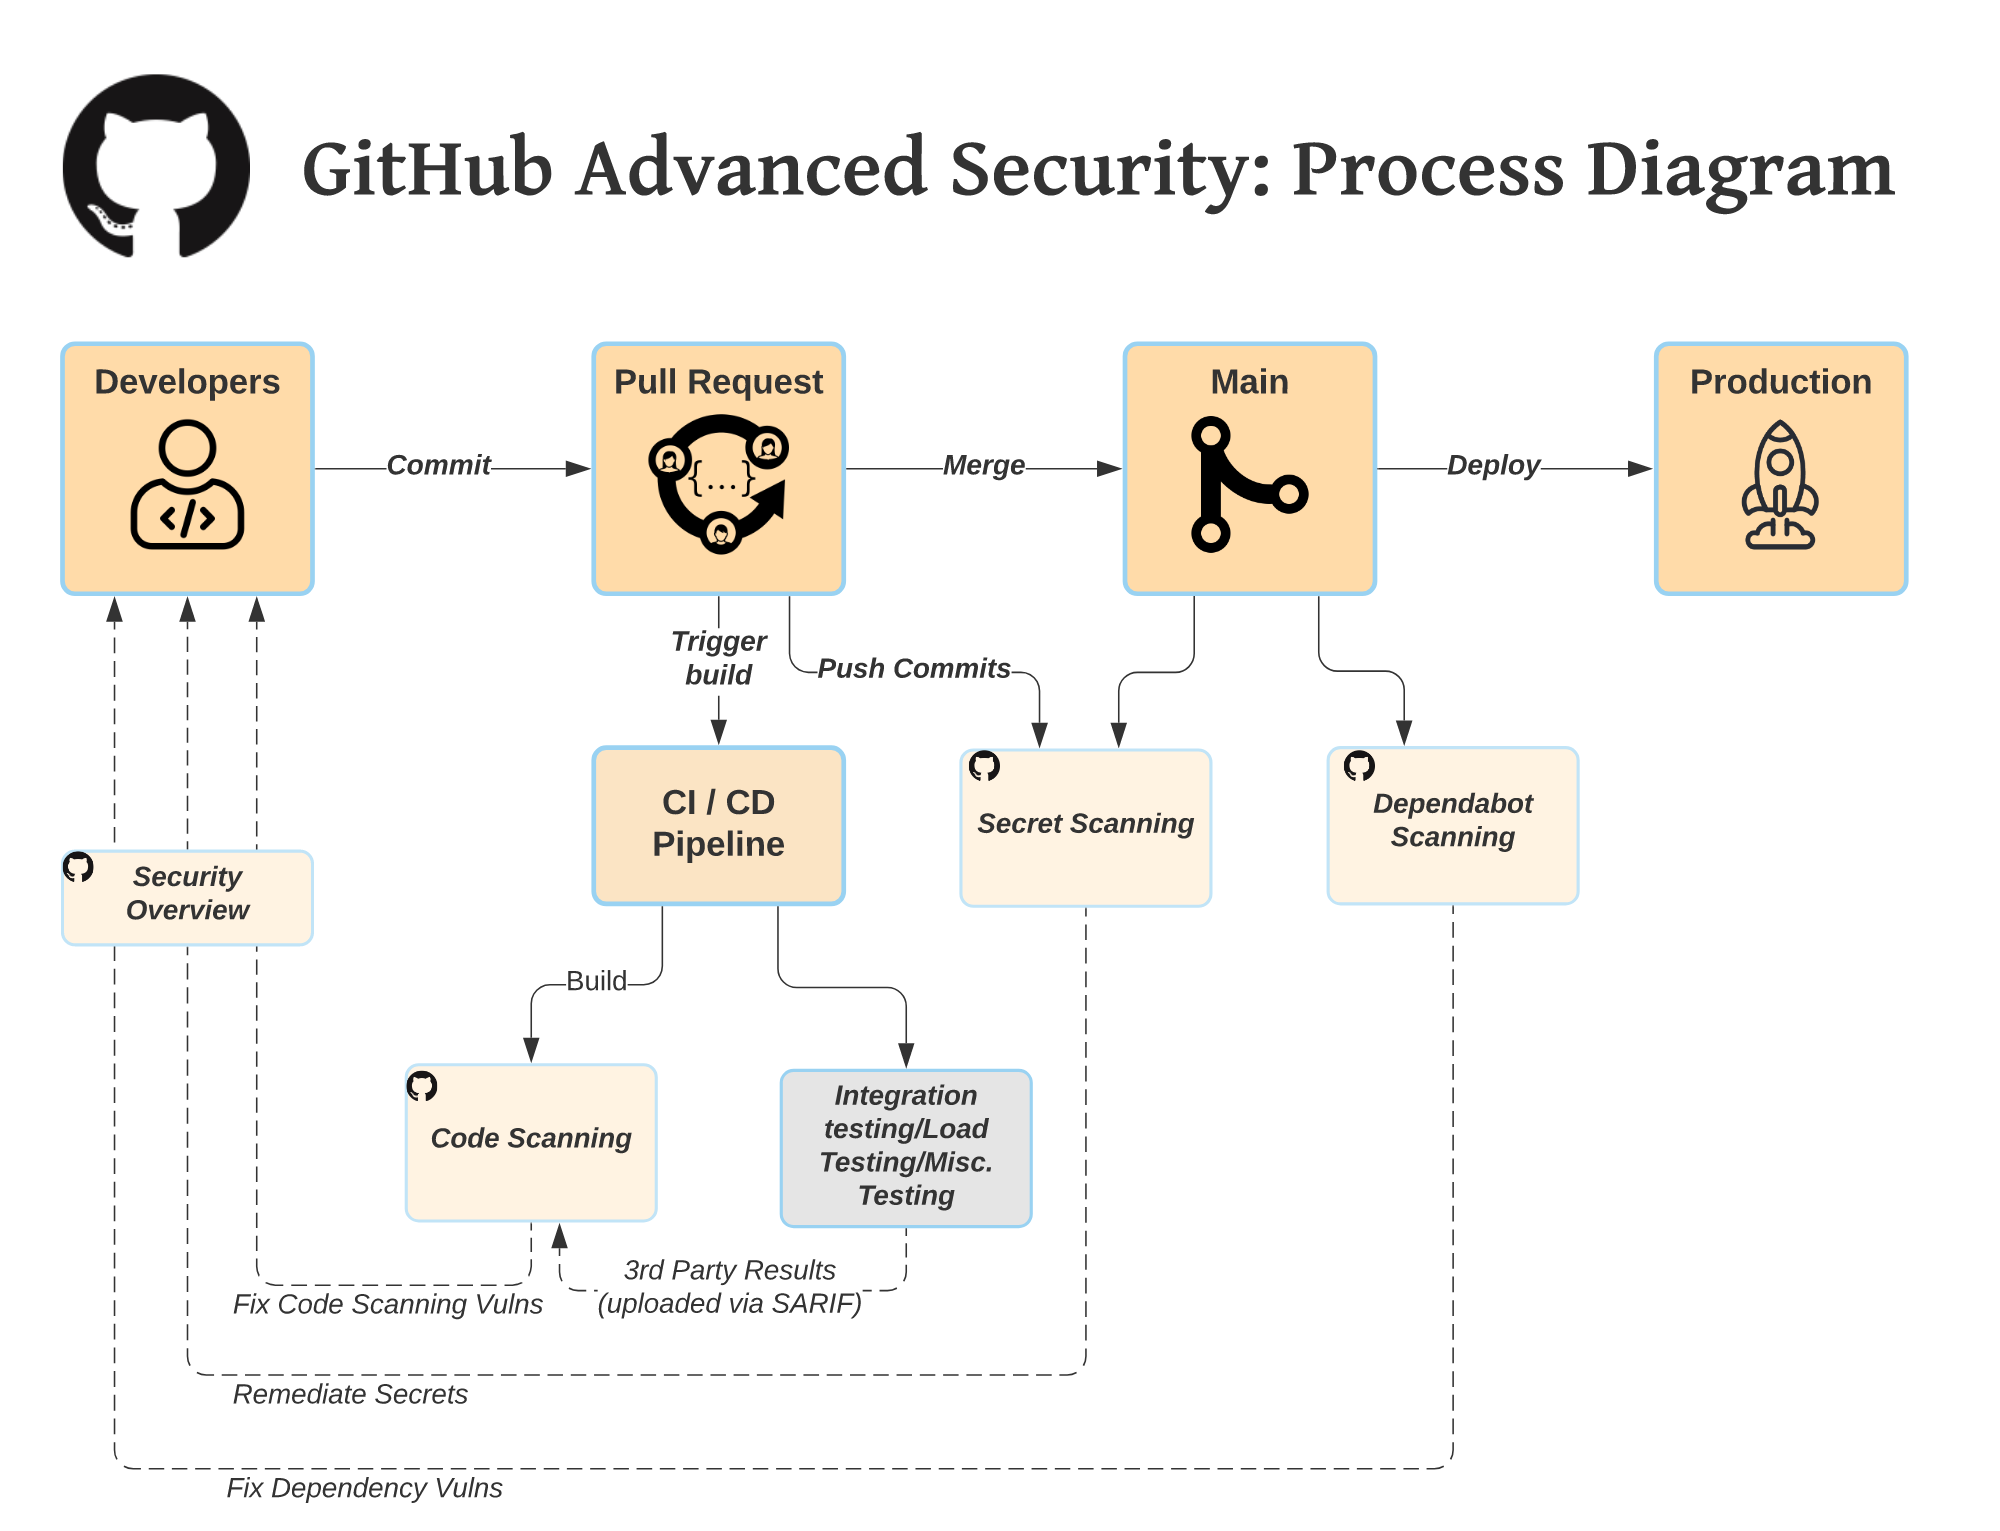 GitHub Advanced Security: Process Diagram
Developers
Commit
Pull Request
{...}
Merge
Main
Deploy
Production
</>
Trigger
build
Push Commits
CI / CD
Pipeline
Secret Scanning
Dependabot
Scanning
Security
Overview
Build
Code Scanning
Integration
testing/Load
Testing/Misc.
Testing
3rd Party Results
(uploaded via SARIF)
Fix Code Scanning Vulns
Remediate Secrets
Fix Dependency Vulns